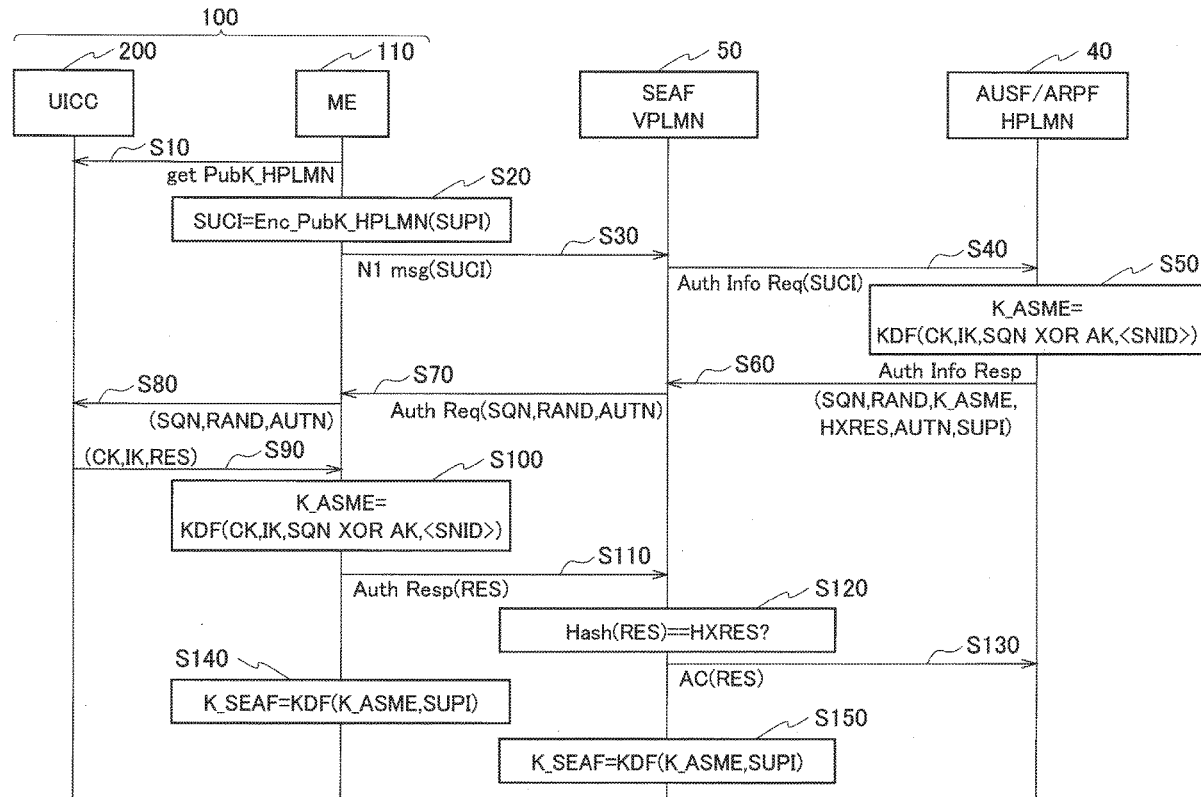 100
200
110
50
40
UICC
ME
SEAF
VPLMN
AUSF/ARPF
HPLMN
S10
get PubK_HPLMN
S20
SUCI=Enc_PubK_HPLMN(SUPI)
S30
N1 msg(SUCI)
S40
Auth Info Req(SUCI)
S50
K_ASME=
KDF(CK,IK,SQN XOR AK,<SNID>)
S60
Auth Info Resp
(SQN,RAND,K_ASME,
HXRES,AUTN,SUPI)
S70
Auth Req(SQN,RAND,AUTN)
S80
(SQN,RAND,AUTN)
S90
(CK,IK,RES)
S100
K_ASME=
KDF(CK,IK,SQN XOR AK,<SNID>)
S110
Auth Resp(RES)
S120
Hash(RES)==HXRES?
S130
AC(RES)
S140
K_SEAF=KDF(K_ASME,SUPI)
S150
K_SEAF=KDF(K_ASME,SUPI)